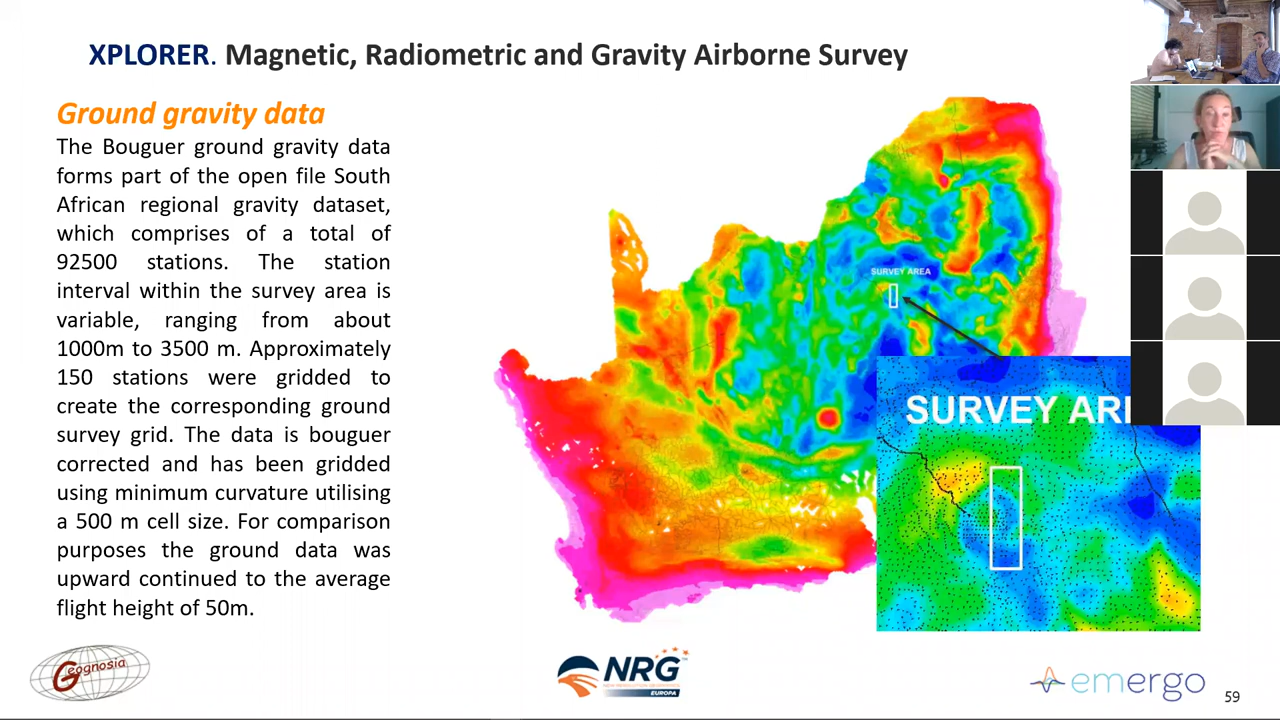 XPLORER. Magnetic, Radiometric and Gravity Airborne Survey
Ground gravity data
The Bouguer ground gravity data
forms part of the open file South
African regional gravity dataset,
which comprises of a total of
92500 stations. The station
interval within the survey area is
variable, ranging from about
1000m to 3500 m. Approximately
150 stations were gridded to
create the corresponding ground
survey grid. The data is bouguer
corrected and has been gridded
using minimum curvature utilising
a 500 m cell size. For comparison
purposes the ground data was
upward continued to the average
flight height of 50m.
SURVEY AREA
SURVEY ARE
Geognosia
NRG
EUROPA
emergo
59